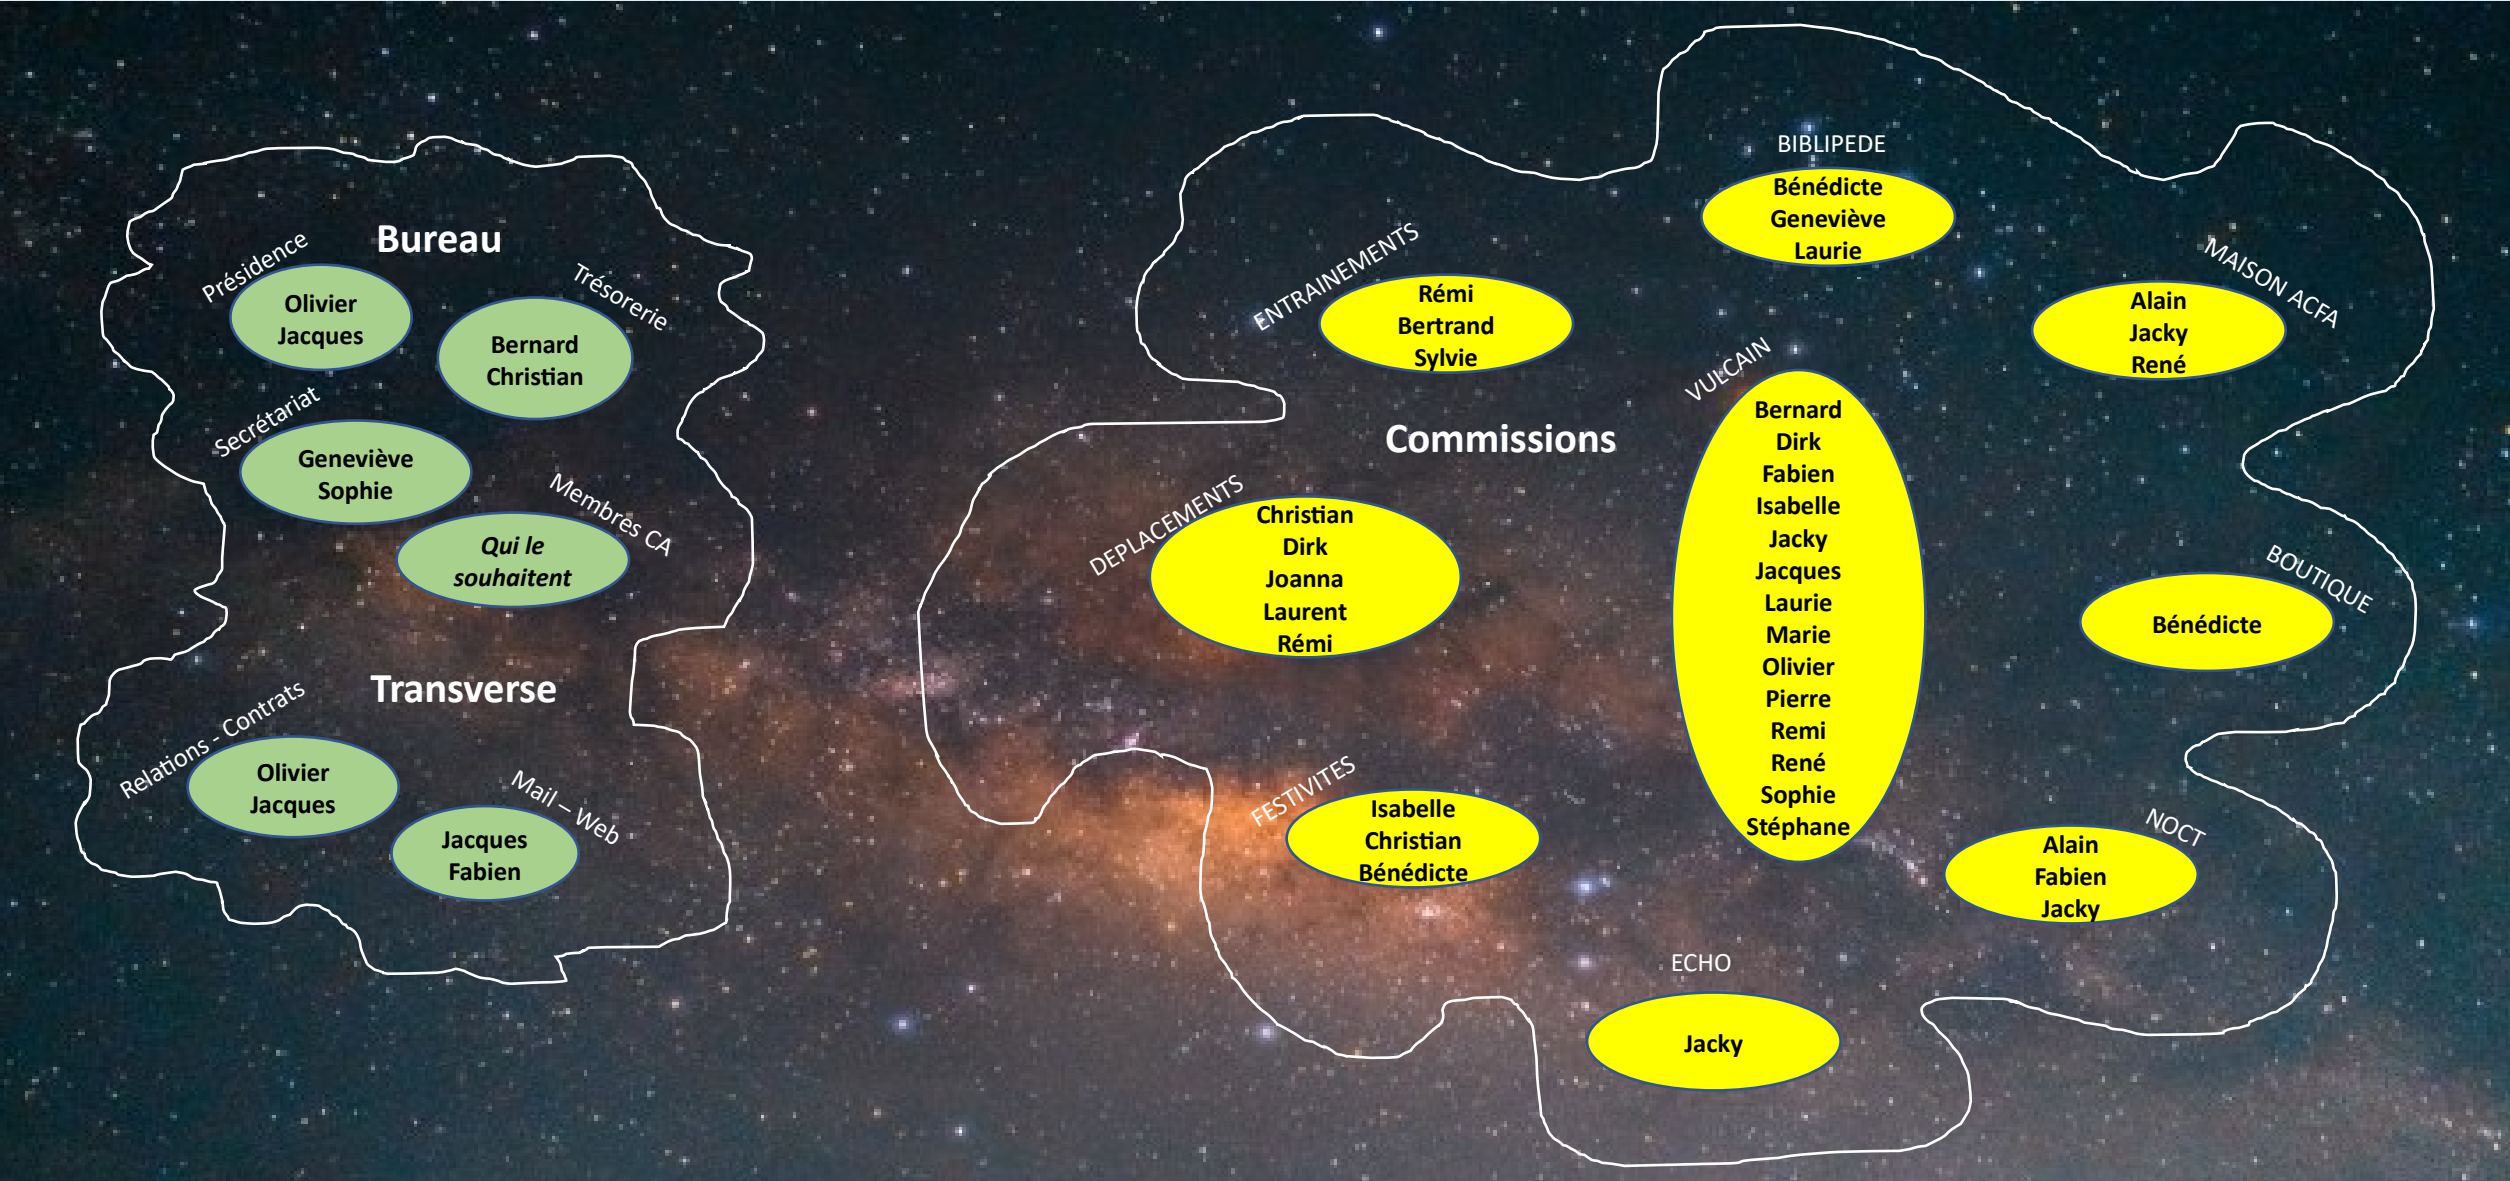 Bureau
Présidence
Olivier
Jacques
Trésorerie
Bernard
Christian
Secrétariat
Geneviève
Sophie
Membres CA
Qui le
souhaitent
Transverse
Relations - Contrats
Olivier
Jacques
Mail – Web
Jacques
Fabien
Commissions
BIBLIPEDE
Bénédicte
Geneviève
Laurie
ENTRAINEMENTS
Rémi
Bertrand
Sylvie
MAISON ACFA
Alain
Jacky
René
VULCAIN
Bernard
Dirk
Fabien
Isabelle
Jacky
Jacques
Laurie
Marie
Olivier
Pierre
Remi
René
Sophie
Stéphane
DEPLACEMENTS
Christian
Dirk
Joanna
Laurent
Rémi
BOUTIQUE
Bénédicte
FESTIVITES
Isabelle
Christian
Bénédicte
NOCT
Alain
Fabien
Jacky
ECHO
Jacky